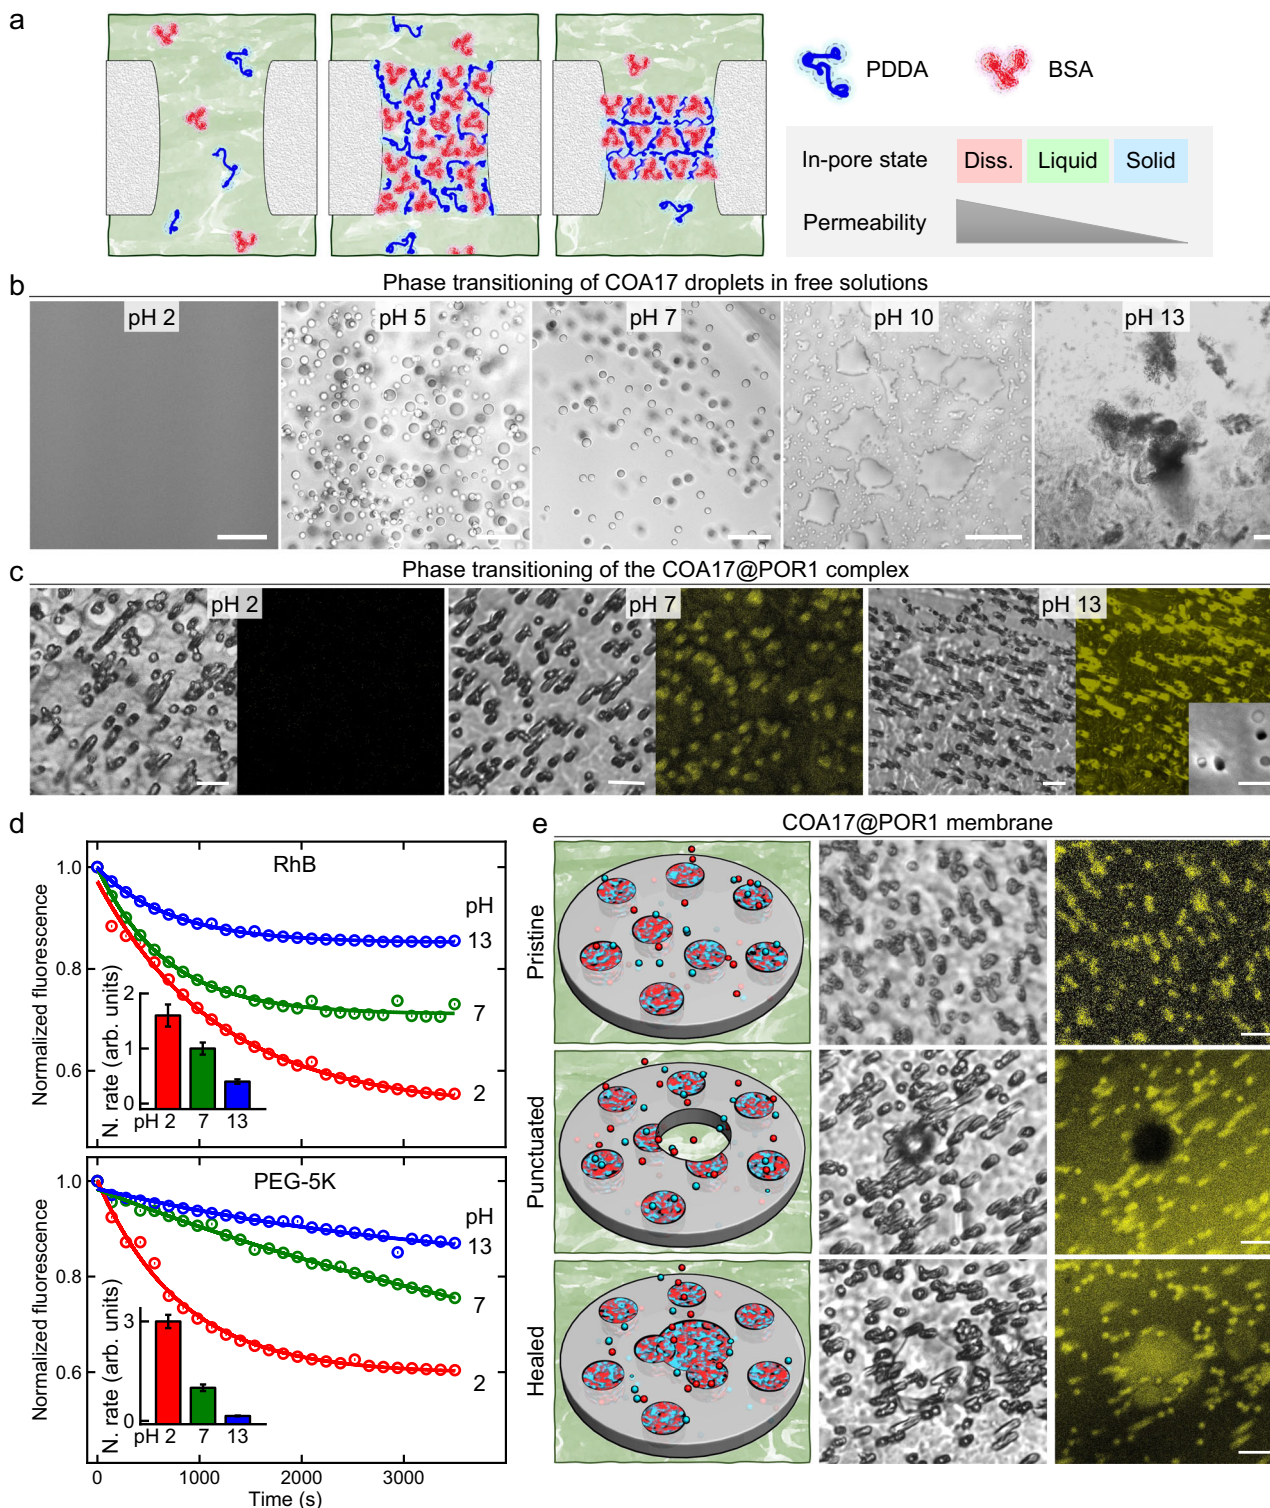 a
PDDA
BSA
In-pore state
Diss.
Liquid
Solid
Permeability
b
Phase transitioning of COA17 droplets in free solutions
pH 2
pH 5
pH 7
pH 10
pH 13
c
Phase transitioning of the COA17@POR1 complex
pH 2
pH 7
pH 13
d
RhB
Normalized fluorescence
1.0
0.8
0.6
pH
13
7
2
N. rate (arb. units)
2
1
0
pH 2 7 13
PEG-5K
Normalized fluorescence
1.0
0.8
0.6
pH
13
7
2
N. rate (arb. units)
3
0
pH 2 7 13
0 1000 2000 3000
Time (s)
e
COA17@POR1 membrane
Pristine
Punctuated
Healed